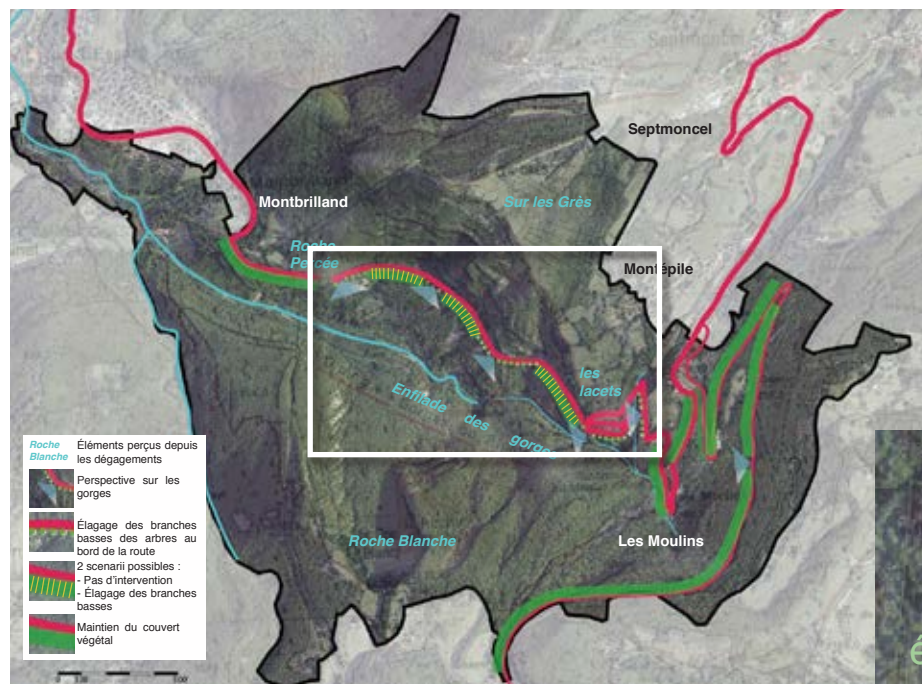 Septmoncel
Montbrilland
Sur les Grès
Roche
Percée
Montépile
les
lacets
Enfilade des gorges
Roche Blanche
Les Moulins
Roche
Blanche
Éléments perçus depuis
les dégagements
Perspective sur les
gorges
Élagage des branches
basses des arbres au
bord de la route
2 scenarii possibles :
- Pas d'intervention
- Élagage des branches
basses
Maintien du couvert
végétal
é